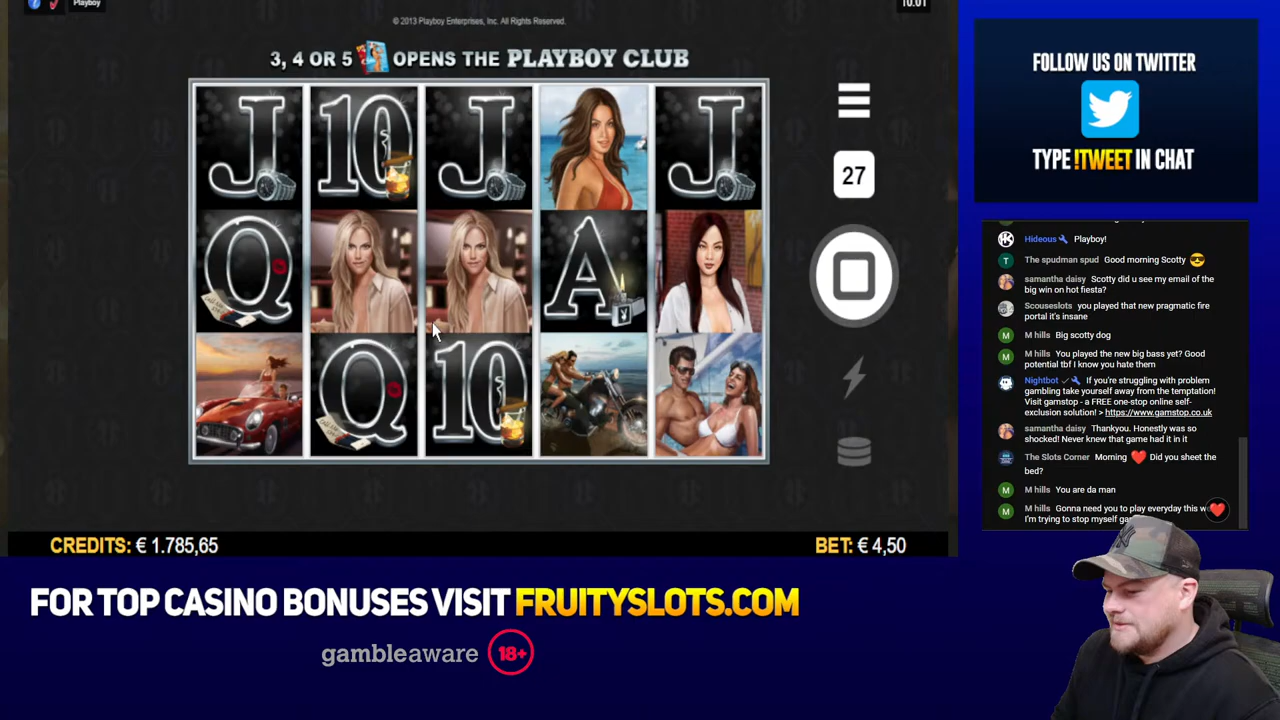 Playboy
10:01
© 2013 Playboy Enterprises, Inc. All Rights Reserved.
3, 4 OR 5 OPENS THE PLAYBOY CLUB
J 10 J J
Q A
Q 10
27
CREDITS: € 1.785,65
BET: € 4,50
FOR TOP CASINO BONUSES VISIT FRUITYSLOTS.COM
gambleaware 18+
FOLLOW US ON TWITTER
TYPE !TWEET IN CHAT
Hideous Playboy!
The spudman spud Good morning Scotty
samantha daisy Scotty did u see my email of the
big win on hot fiesta?
Scouseslots you played that new pragmatic fire
portal it's insane
M hills Big scotty dog
M hills You played the new big bass yet? Good
potential tbf I know you hate them
Nightbot If you're struggling with problem
gambling take yourself away from the temptation!
Visit gamstop - a FREE one-stop online self-
exclusion solution! > https://www.gamstop.co.uk
samantha daisy Thankyou. Honestly was so
shocked! Never knew that game had it in it
The Slots Corner Morning Did you sheet the
bed?
M hills You are da man
M hills Gonna need you to play everyday this
I'm trying to stop myself